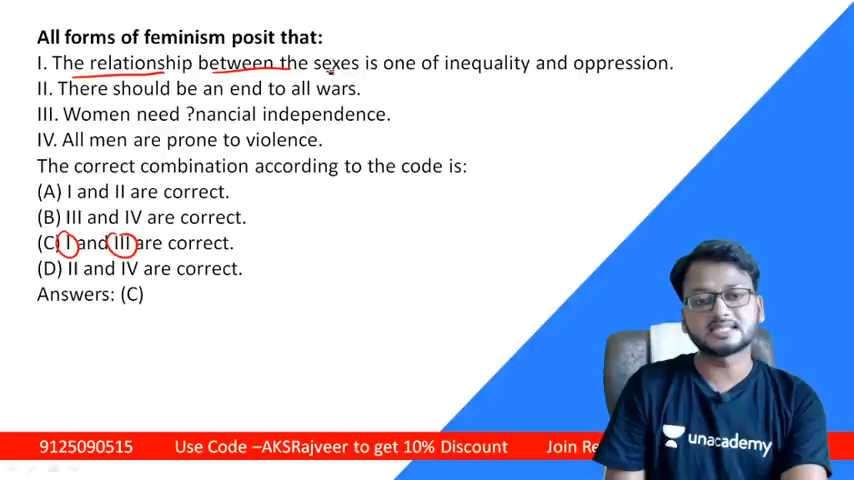 All forms of feminism posit that:
I. The relationship between the sexes is one of inequality and oppression.
II. There should be an end to all wars.
III. Women need ?nancial independence.
IV. All men are prone to violence.
The correct combination according to the code is:
(A) I and II are correct.
(B) III and IV are correct.
(C) I and III are correct.
(D) II and IV are correct.
Answers: (C)
unacademy
9125090515 Use Code –AKSRajveer to get 10% Discount Join